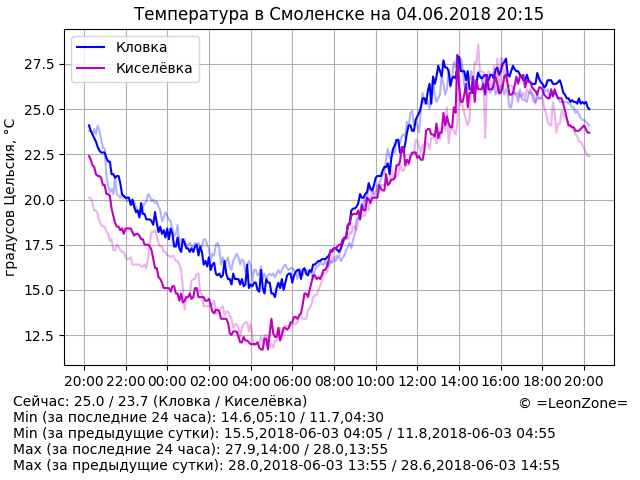 Температура в Смоленске на 04.06.2018 20:15
Кловка
Киселёвка
градусов Цельсия, °C
27.5
25.0
22.5
20.0
17.5
15.0
12.5
20:00 22:00 00:00 02:00 04:00 06:00 08:00 10:00 12:00 14:00 16:00 18:00 20:00
Сейчас: 25.0 / 23.7 (Кловка / Киселёвка)
© =LeonZone=
Min (за последние 24 часа): 14.6,05:10 / 11.7,04:30
Min (за предыдущие сутки): 15.5,2018-06-03 04:05 / 11.8,2018-06-03 04:55
Max (за последние 24 часа): 27.9,14:00 / 28.0,13:55
Max (за предыдущие сутки): 28.0,2018-06-03 13:55 / 28.6,2018-06-03 14:55